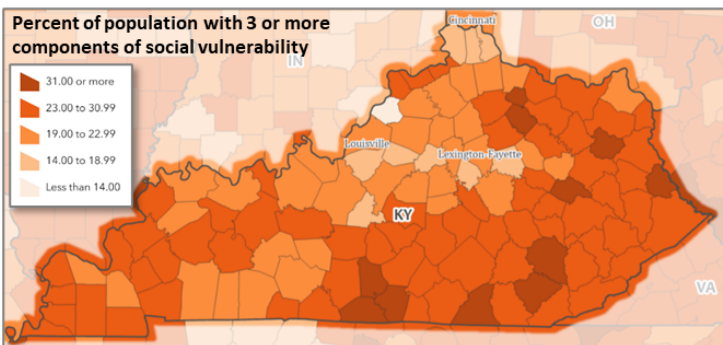 Percent of population with 3 or more
components of social vulnerability
31.00 or more
23.00 to 30.99
19.00 to 22.99
14.00 to 18.99
Less than 14.00
Cincinnati
OH
IN
Louisville
Lexington-Fayette
KY
VA